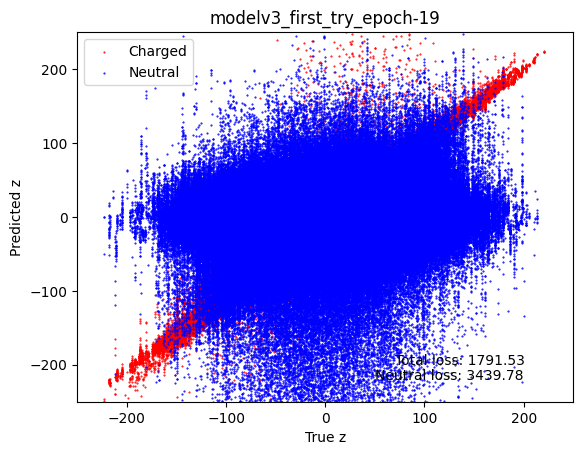 modelv3_first_try_epoch-19
Charged
Neutral
Predicted z
200
100
0
−100
−200
Total loss: 1791.53
Neutral loss: 3439.78
−200
−100
0
100
200
True z